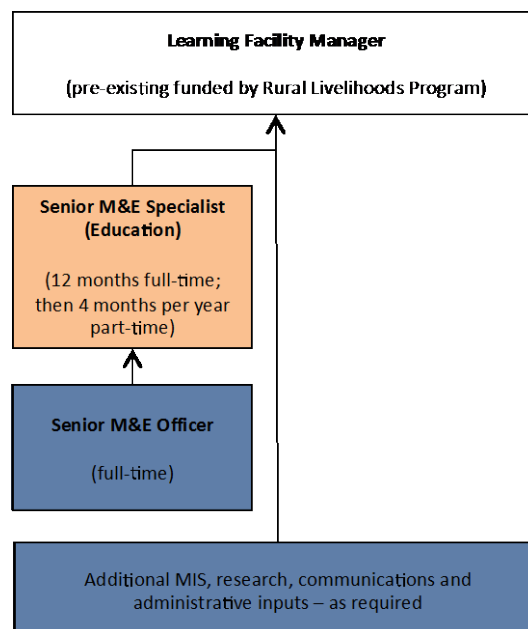 Learning Facility Manager
(pre-existing funded by Rural Livelihoods Program)
Senior M&E Specialist
(Education)
(12 months full-time;
then 4 months per year
part-time)
Senior M&E Officer
(full-time)
Additional MIS, research, communications and
administrative inputs – as required